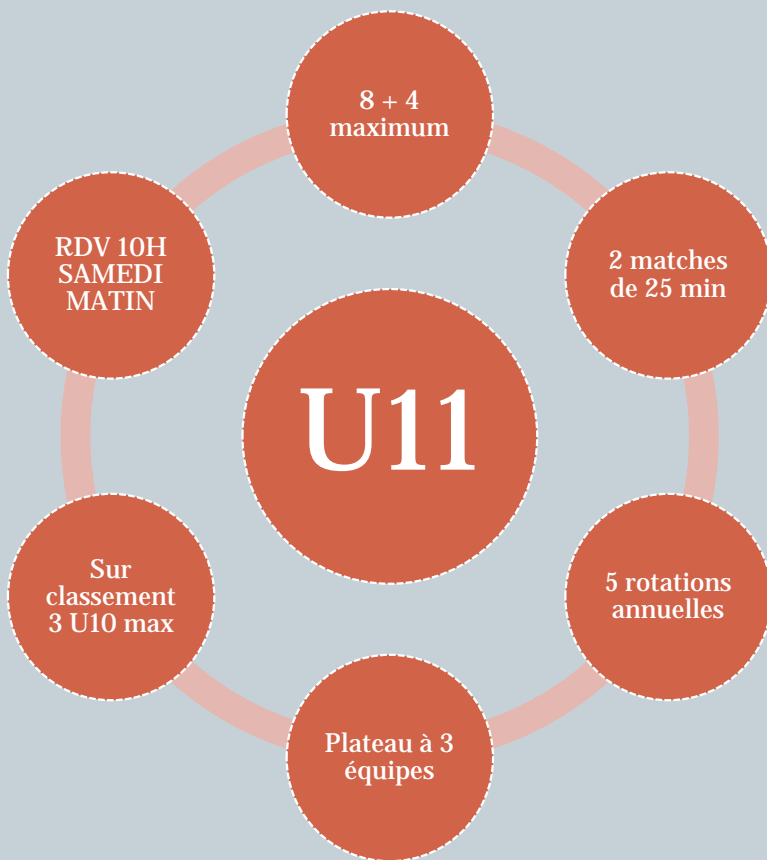 8 + 4
maximum
RDV 10H
SAMEDI
MATIN
2 matches
de 25 min
U11
Sur
classement
3 U10 max
5 rotations
annuelles
Plateau à 3
équipes